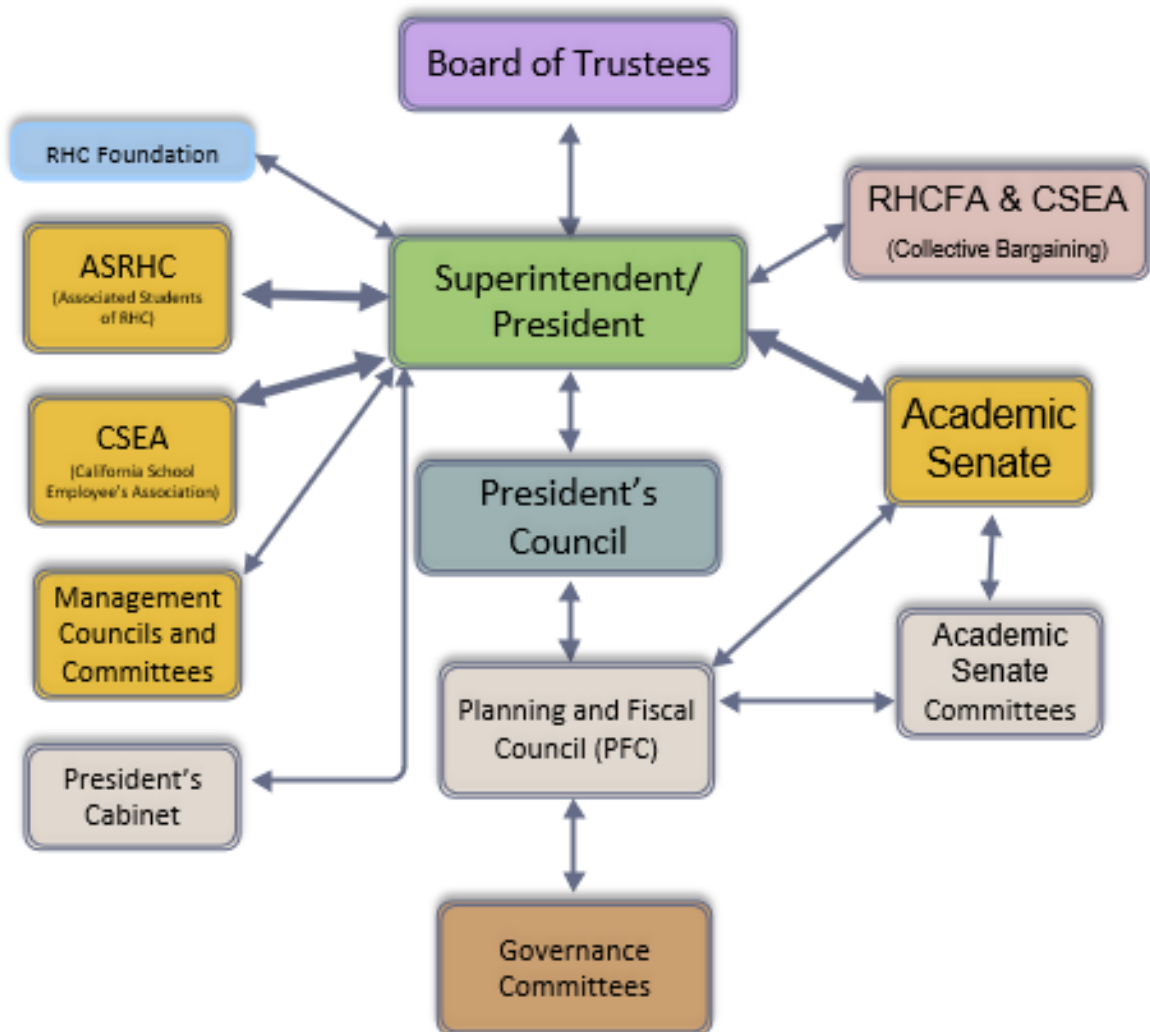 Board of Trustees
RHC Foundation
RHCFA & CSEA
(Collective Bargaining)
ASRHC
(Associated Students
of RHC)
Superintendent/
President
CSEA
(California School
Employee's Association)
Academic
Senate
President's
Council
Management
Councils and
Committees
Academic
Senate
Committees
Planning and Fiscal
Council (PFC)
President's
Cabinet
Governance
Committees